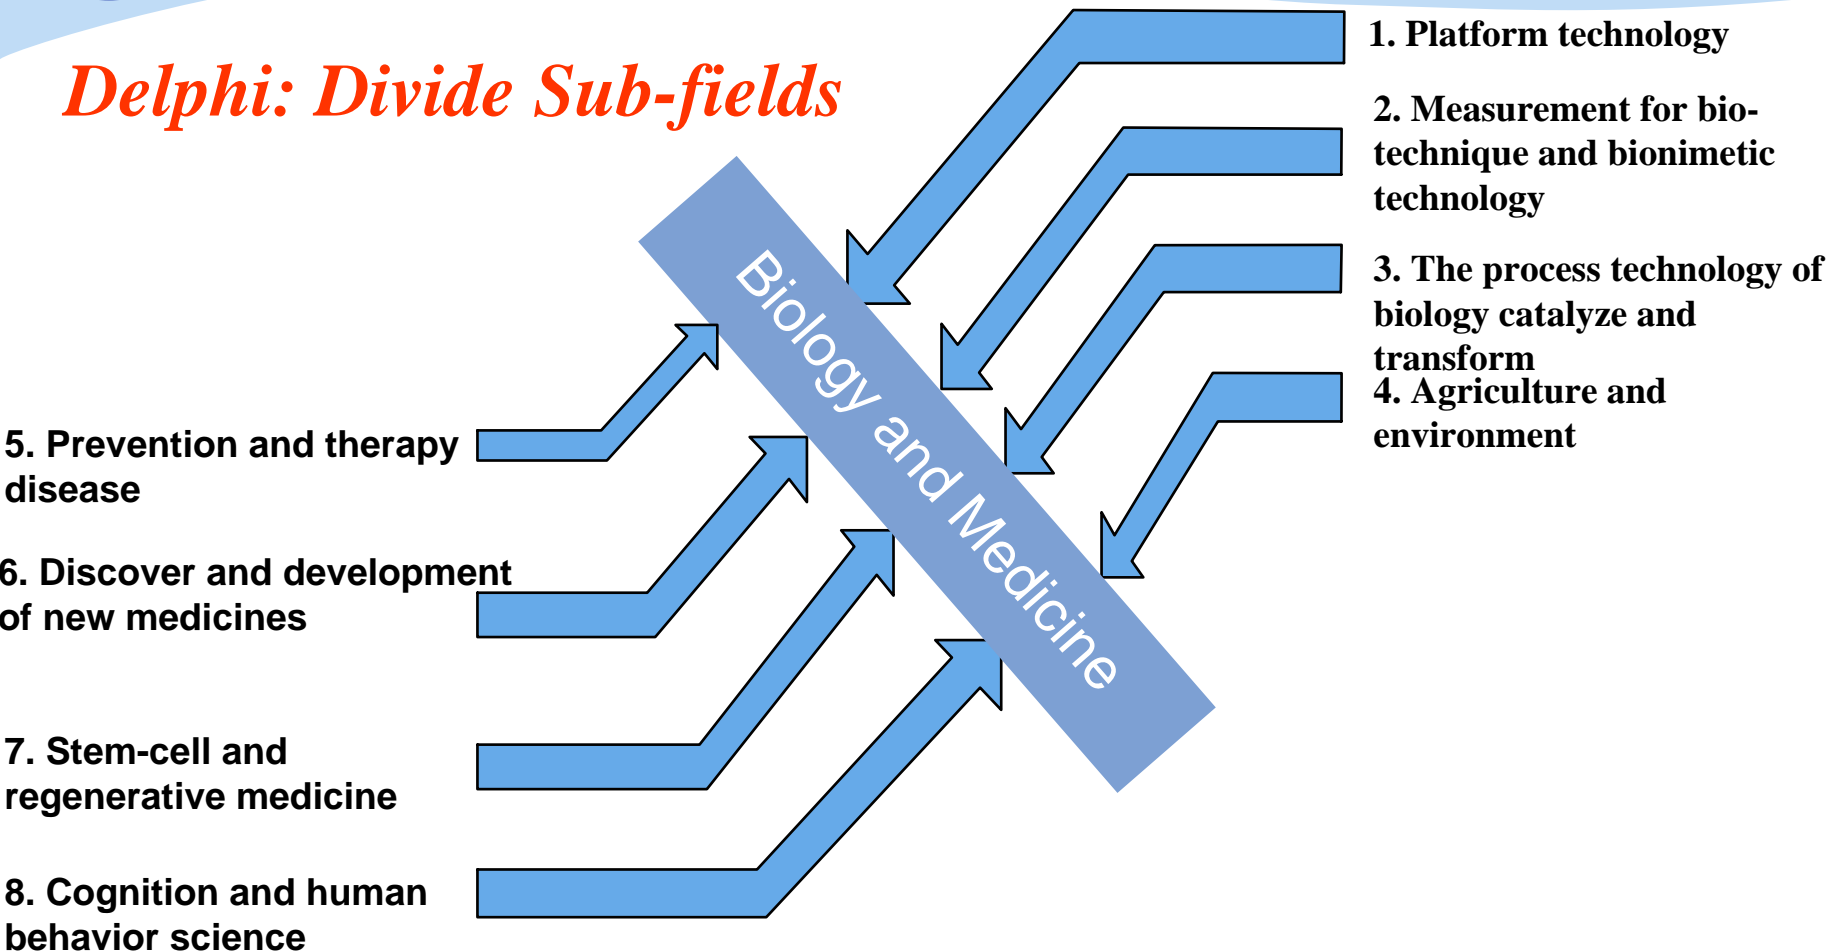 Delphi: Divide Sub-fields
1. Platform technology
2. Measurement for bio-
technique and bionimetic
technology
3. The process technology of
biology catalyze and
transform
4. Agriculture and
environment
Biology and Medicine
5. Prevention and therapy
disease
6. Discover and development
of new medicines
7. Stem-cell and
regenerative medicine
8. Cognition and human
behavior science